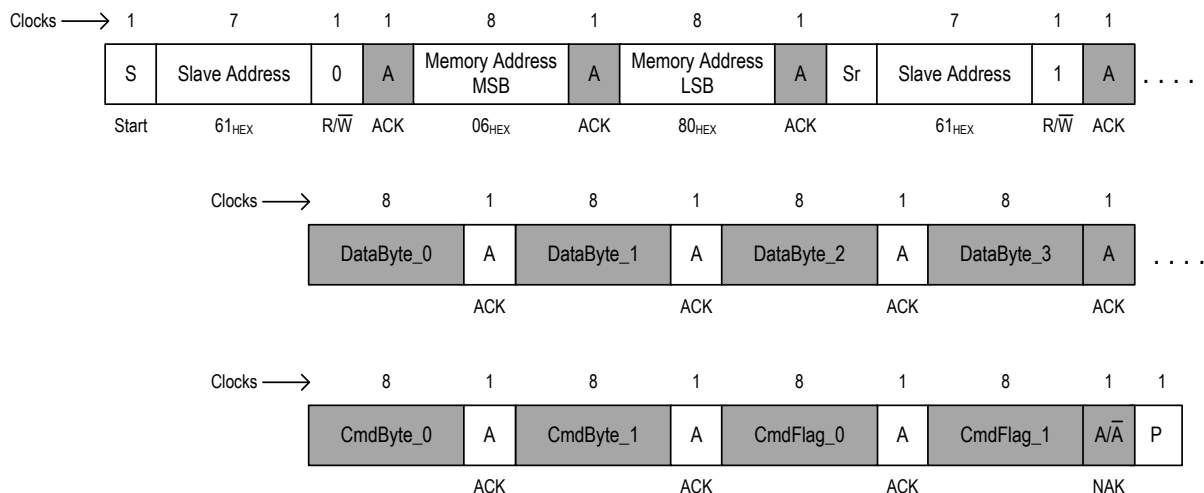 Clocks → 1 7 1 1 8 1 8 1 7 1 1
S Slave Address 0 A Memory Address MSB A Memory Address LSB A Sr Slave Address 1 A . . . .
Start 61HEX R/W̅ ACK 06HEX ACK 80HEX ACK 61HEX R/W̅ ACK
Clocks → 8 1 8 1 8 1 8 1
DataByte_0 A DataByte_1 A DataByte_2 A DataByte_3 A . . . .
ACK ACK ACK ACK
Clocks → 8 1 8 1 8 1 8 1 1
CmdByte_0 A CmdByte_1 A CmdFlag_0 A CmdFlag_1 A/A̅ P
ACK ACK ACK NAK